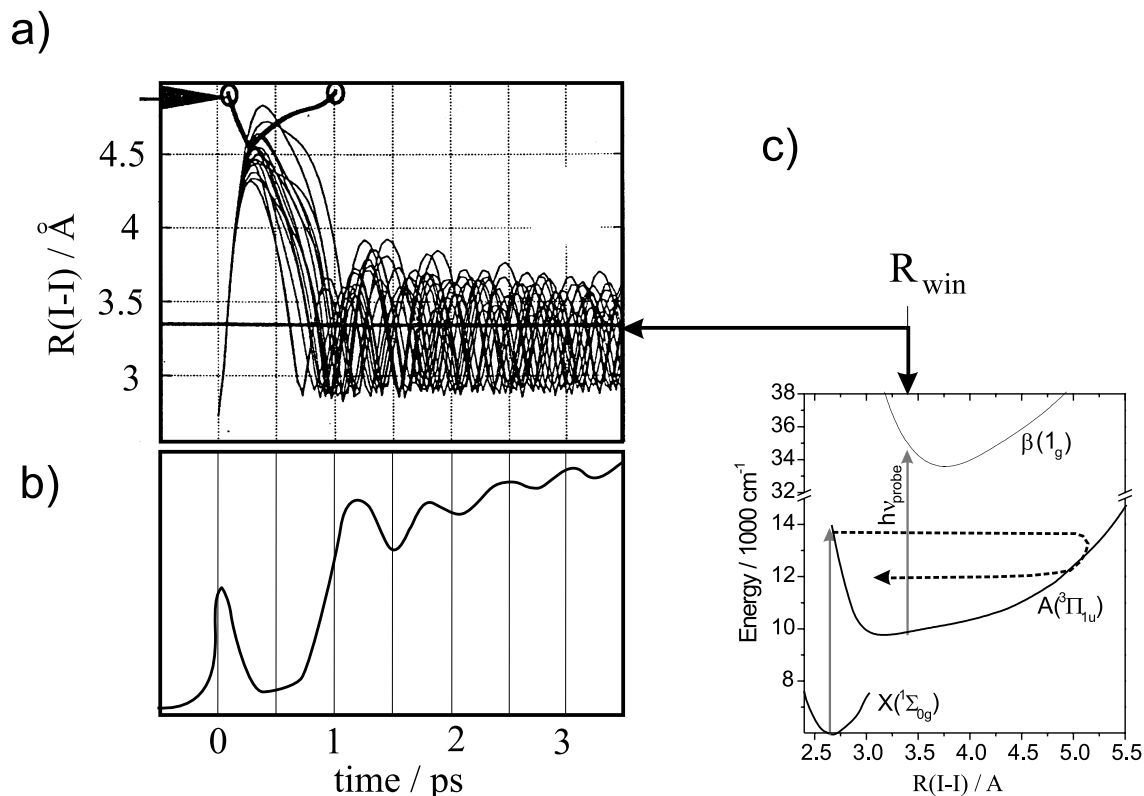 a)
4.5
4
3.5
3
R(I-I) / Å
b)
0 1 2 3
time / ps
c)
R win
38
36
34
32
14
12
10
8
Energy / 1000 cm⁻¹
β(1g)
hνprobe
A(³Π1u)
X(¹Σ0g)
2.5 3.0 3.5 4.0 4.5 5.0 5.5
R(I-I) / A